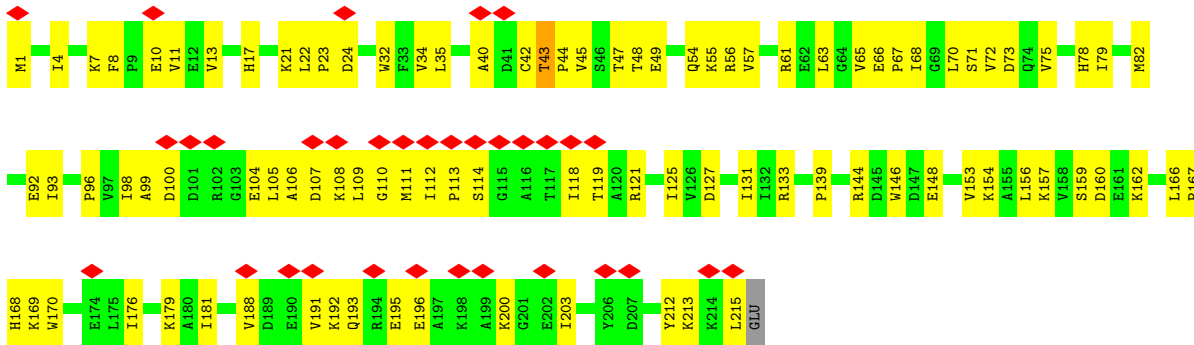 M1 I4 K7 F8 P9 E10 V11 E12 V13 H17 K21 L22 P23 D24 W32 F33 V34 L35 A40 D41 C42 T43 P44 V45 S46 T47 T48 E49 Q54 K55 R56 V57 R61 E62 L63 G64 V65 E66 P67 I68 G69 L70 S71 V72 D73 Q74 V75 H78 I79 M82
E92 I93 P96 V97 I98 A99 D100 D101 R102 G103 E104 L105 A106 D107 K108 L109 G110 M111 I112 P113 S114 G115 A116 T117 I118 T119 A120 R121 I125 V126 D127 I131 I132 R133 P139 R144 D145 W146 D147 E148 V153 K154 A155 L156 K157 V158 S159 D160 E161 K162 L166 P167
H168 K169 W170 E174 L175 I176 K179 A180 I181 V188 D189 E190 V191 K192 Q193 R194 E195 E196 A197 K198 A199 K200 G201 E202 I203 Y206 D207 Y212 K213 K214 L215 GLU